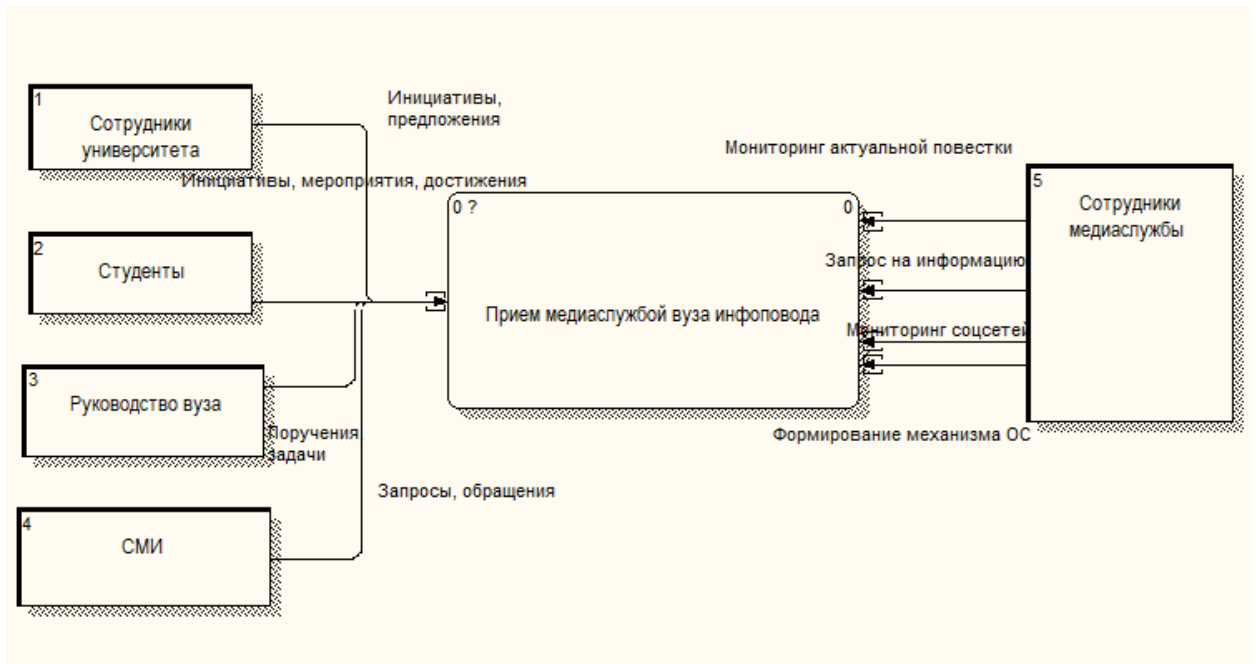 1
Сотрудники
университета
Инициативы,
предложения
Мониторинг актуальной повестки
Инициативы, мероприятия, достижения
5
Сотрудники
медиаслужбы
0 ?
0
2
Студенты
Запрос на информацию
Прием медиаслужбой вуза инфоповода
Мониторинг соцсетей
3
Руководство вуза
Поручения
задачи
Формирование механизма ОС
Запросы, обращения
4
СМИ